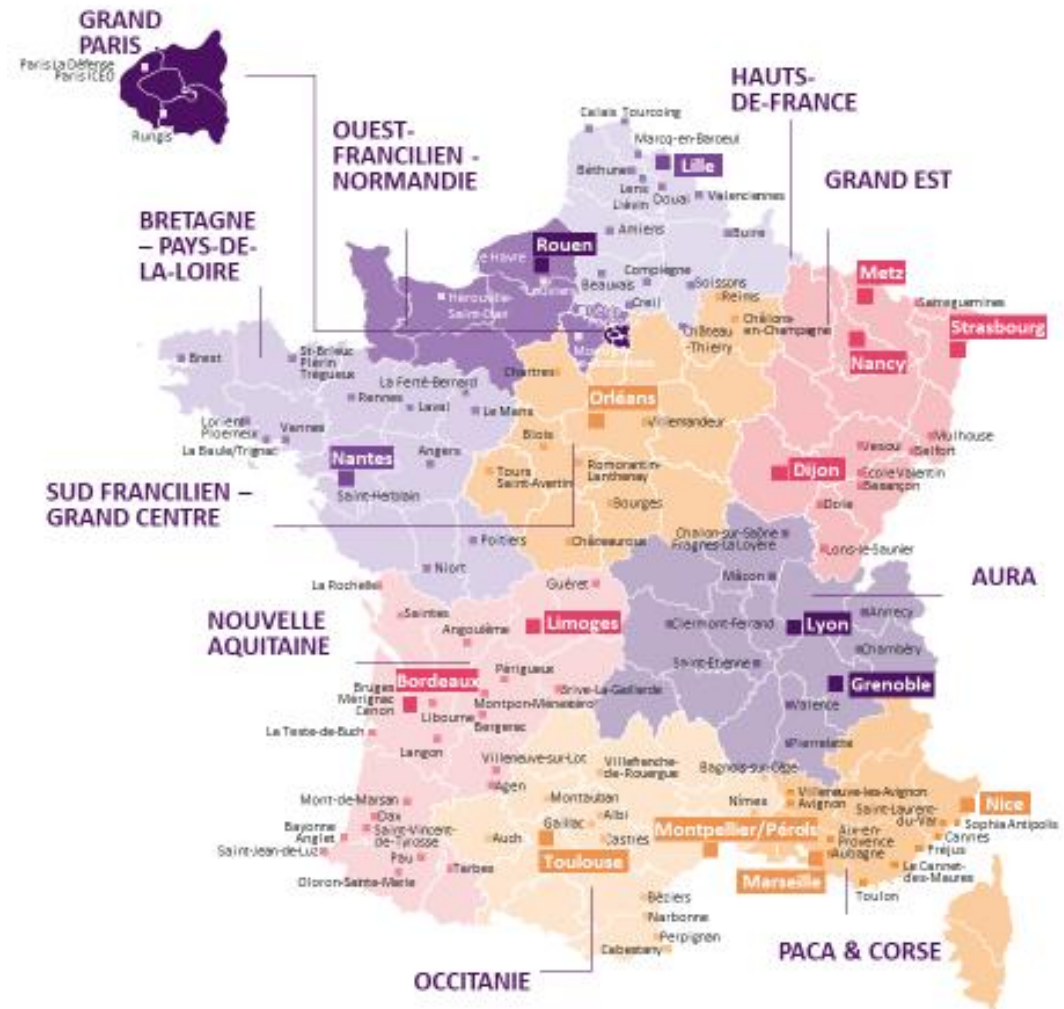 GRAND
PARIS
Paris La Défense
Paris ICEO
Rungis
OUEST-
FRANCILIEN -
NORMANDIE
HAUTS-
DE-FRANCE
GRAND EST
BRETAGNE
– PAYS-DE-
LA-LOIRE
Calais
Tourcoing
Marcq-en-Baroeul
Lille
Béthune
Lens
Liévin
Douai
Valenciennes
Amiens
Buire
Rouen
Compiègne
Beauvais
Soissons
Creil
Hérouville-
Saint-Clair
Reims
Châlons-
en-Champagne
Château
-Thierry
Metz
Sarreguemines
Strasbourg
Nancy
Brest
St-Brieuc
Plérin
Trégueux
Chartres
La Ferté-Bernard
Rennes
Laval
Le Mans
Orléans
Villemandeur
Lorient
Ploemeur
Vannes
La Baule/Trignac
Nantes
Angers
Saint-Herblain
Blois
Tours
Saint-Avertin
Romorantin-
Lanthenay
Bourges
Châteauroux
Vesoul
Mulhouse
Belfort
Dijon
École Valentin
Besançon
Dole
Lons-le-Saunier
SUD FRANCILIEN –
GRAND CENTRE
Poitiers
Niort
Chalon-sur-Saône
Fragnes-La Loyère
Mâcon
AURA
La Rochelle
Guéret
Saintes
NOUVELLE
AQUITAINE
Angoulême
Limoges
Clermont-Ferrand
Lyon
Annecy
Chambéry
Saint-Etienne
Grenoble
Bordeaux
Périgueux
Brive-La-Gaillarde
Bruges
Mérignac
Cenon
Libourne
Bergerac
La Teste-de-Buch
Langon
Valence
Pierrelatte
Villeneuve-sur-Lot
Villefranche-
de-Rouergue
Bagnols-sur-Cèze
Agen
Mont-de-Marsan
Dax
Saint-Vincent-
de-Tyrosse
Bayonne
Anglet
Saint-Jean-de-Luz
Pau
Oloron-Sainte-Marie
Tarbes
Montauban
Albi
Gaillac
Castres
Auch
Toulouse
Nîmes
Villeneuve-les-Avignon
Avignon
Montpellier/Pérols
Marseille
Aix-en-
Provence
Aubagne
Saint-Laurent-
du-Var
Nice
Sophia Antipolis
Cannes
Fréjus
Le Cannet-
des-Maures
Toulon
Béziers
Narbonne
Perpignan
Cabestany
OCCITANIE
PACA & CORSE